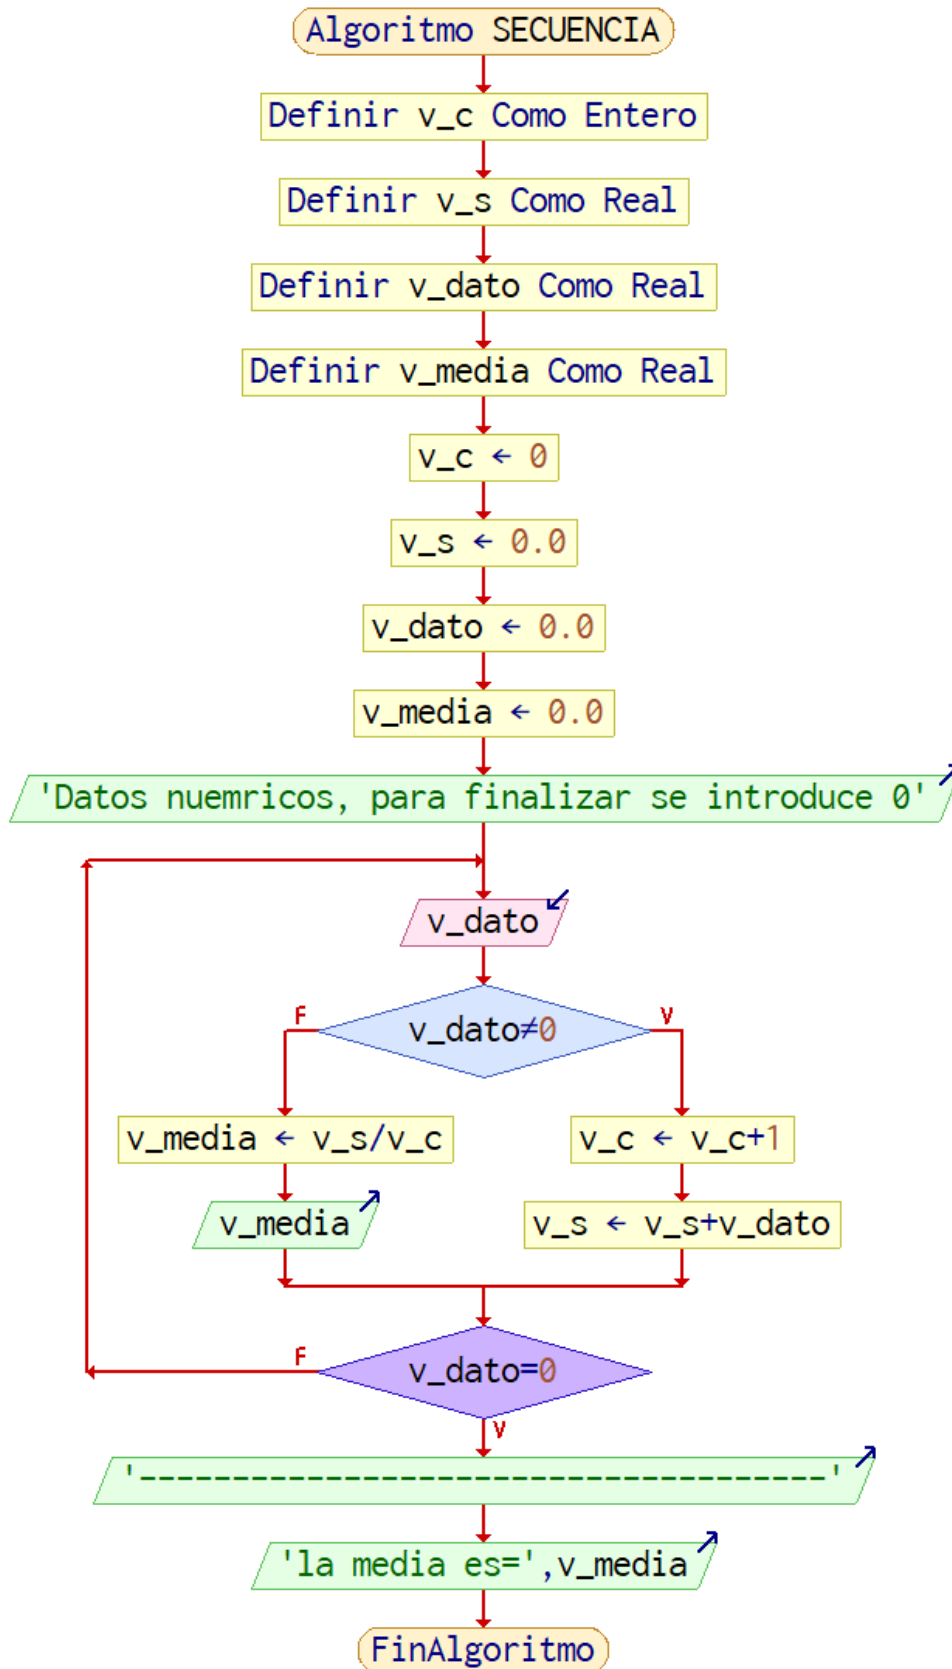 Algoritmo SECUENCIA
Definir v_c Como Entero
Definir v_s Como Real
Definir v_dato Como Real
Definir v_media Como Real
v_c ← 0
v_s ← 0.0
v_dato ← 0.0
v_media ← 0.0
'Datos nuemricos, para finalizar se introduce 0'
v_dato
F
v_dato≠0
V
v_media ← v_s/v_c
v_c ← v_c+1
v_media
v_s ← v_s+v_dato
F
v_dato=0
V
'-------------------------------------'
'la media es=',v_media
FinAlgoritmo